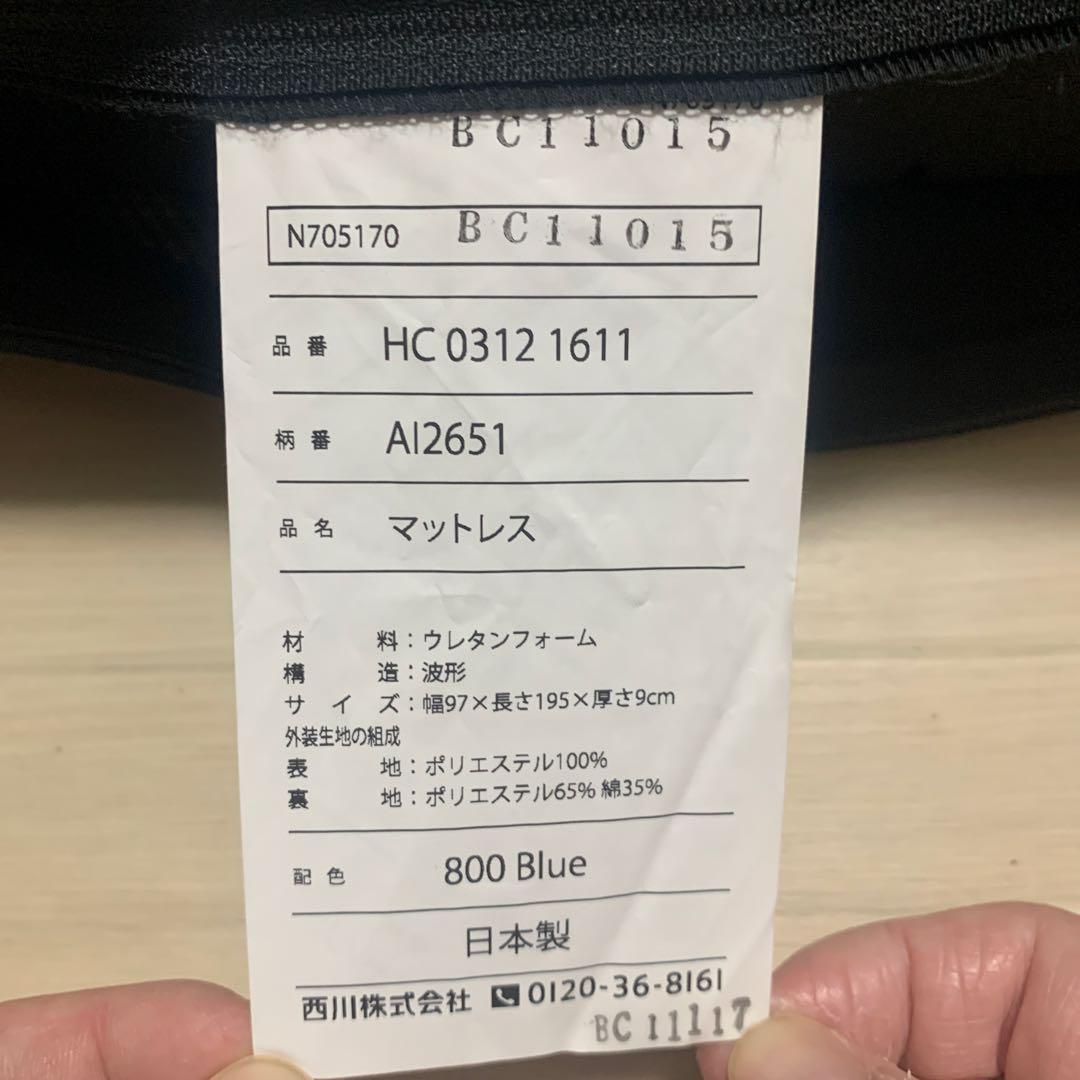 BC11015
N705170 BC11015
品番 HC 0312 1611
柄番 AI2651
品名 マットレス
材料：ウレタンフォーム
構造：波形
サイズ：幅97×長さ195×厚さ9cm
外装生地の組成
表地：ポリエステル100%
裏地：ポリエステル65% 綿35%
配色 800 Blue
日本製
西川株式会社 0120-36-8161
BC11117